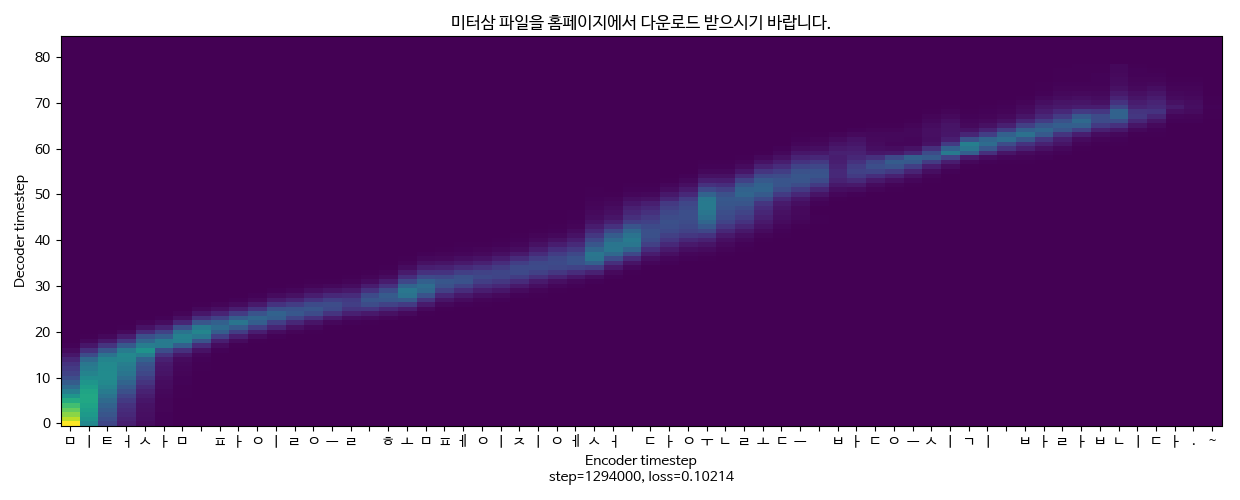 미터삼 파일을 홈페이지에서 다운로드 받으시기 바랍니다.
80
70
60
50
40
30
20
10
0
Decoder timestep
ㅁ ㅣ ㅌ ㅓ ㅅ ㅏ ㅁ   ㅍ ㅏ ㅇ ㅣ ㄹ ㅇ ㅡ ㄹ   ㅎ ㅗ ㅁ ㅍ ㅔ ㅇ ㅣ ㅈ ㅣ ㅇ ㅔ ㅅ ㅓ   ㄷ ㅏ ㅇ ㅜ ㄴ ㄹ ㅗ ㄷ ㅡ   ㅂ ㅏ ㄷ ㅇ ㅡ ㅅ ㅣ ㄱ ㅣ   ㅂ ㅏ ㄹ ㅏ ㅂ ㄴ ㅣ ㄷ ㅏ . ~
Encoder timestep
step=1294000, loss=0.10214